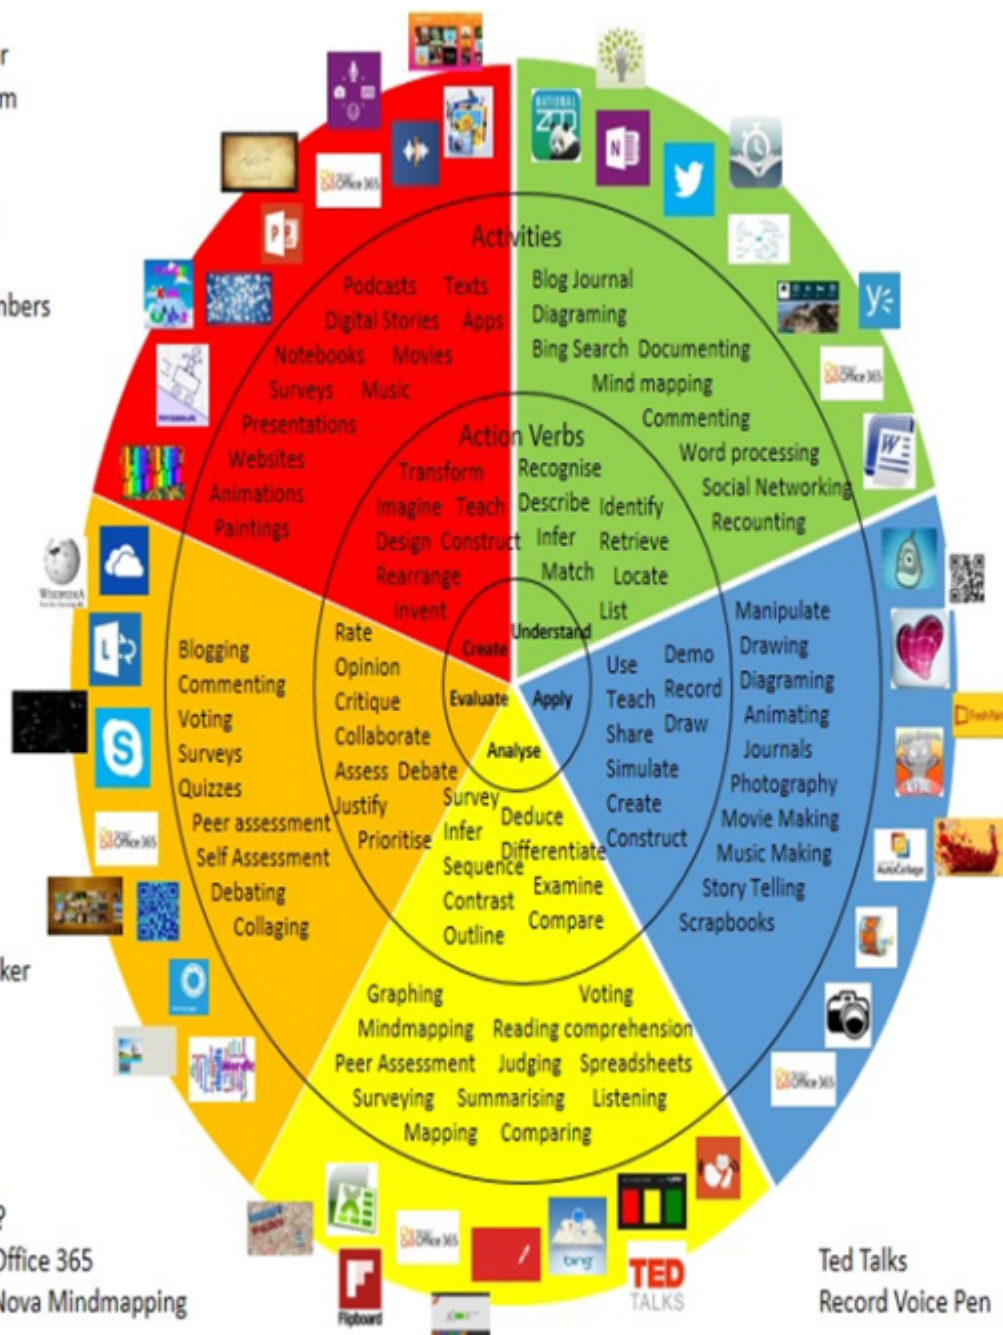 r
m
nbers
ker
?
Office 365
Nova Mindmapping
Ted Talks
Record Voice Pen
Activities
Podcasts Texts
Digital Stories Apps
Notebooks Movies
Surveys Music
Presentations
Websites
Animations
Paintings
Blog Journal
Diagraming
Bing Search Documenting
Mind mapping
Commenting
Word processing
Social Networking
Recounting
Action Verbs
Transform
Imagine Teach
Design Construct
Rearrange
Invent
Recognise
Describe Identify
Infer Retrieve
Match Locate
List
Create
Understand
Evaluate
Apply
Analyse
Blogging
Commenting
Voting
Surveys
Quizzes
Peer assessment
Self Assessment
Debating
Collaging
Rate
Opinion
Critique
Collaborate
Assess Debate
Justify
Prioritise
Use Demo
Teach Record
Share Draw
Simulate
Create
Construct
Manipulate
Drawing
Diagraming
Animating
Journals
Photography
Movie Making
Music Making
Story Telling
Scrapbooks
Survey
Deduce
Infer
Differentiate
Sequence
Examine
Contrast
Compare
Outline
Graphing Voting
Mindmapping Reading comprehension
Peer Assessment Judging Spreadsheets
Surveying Summarising Listening
Mapping Comparing
NATIONAL
ZOO
N
Office 365
P
y
Office 365
W
WIKIPEDIA
L
S
Office 365
AutoCollage
Office 365
X
Office 365
bing
Flipboard
TED
TALKS